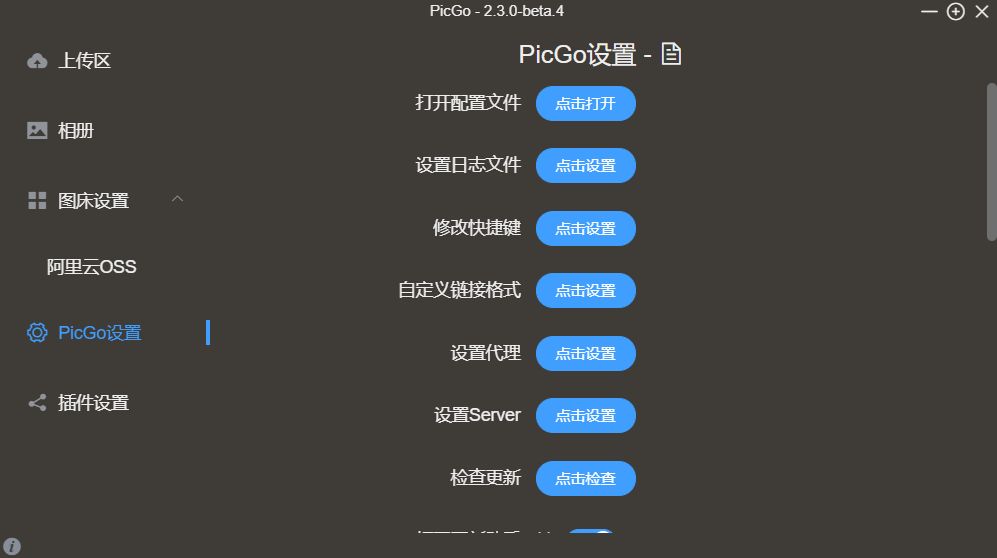 PicGo - 2.3.0-beta.4
上传区
相册
图床设置
阿里云OSS
PicGo设置
插件设置
PicGo设置 -
打开配置文件 点击打开
设置日志文件 点击设置
修改快捷键 点击设置
自定义链接格式 点击设置
设置代理 点击设置
设置Server 点击设置
检查更新 点击检查